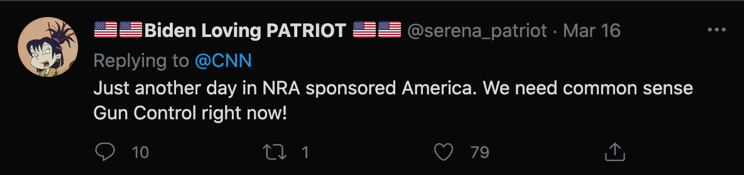 🇺🇸🇺🇸Biden Loving PATRIOT 🇺🇸🇺🇸 @serena_patriot · Mar 16
Replying to @CNN
Just another day in NRA sponsored America. We need common sense
Gun Control right now!
10 1 79